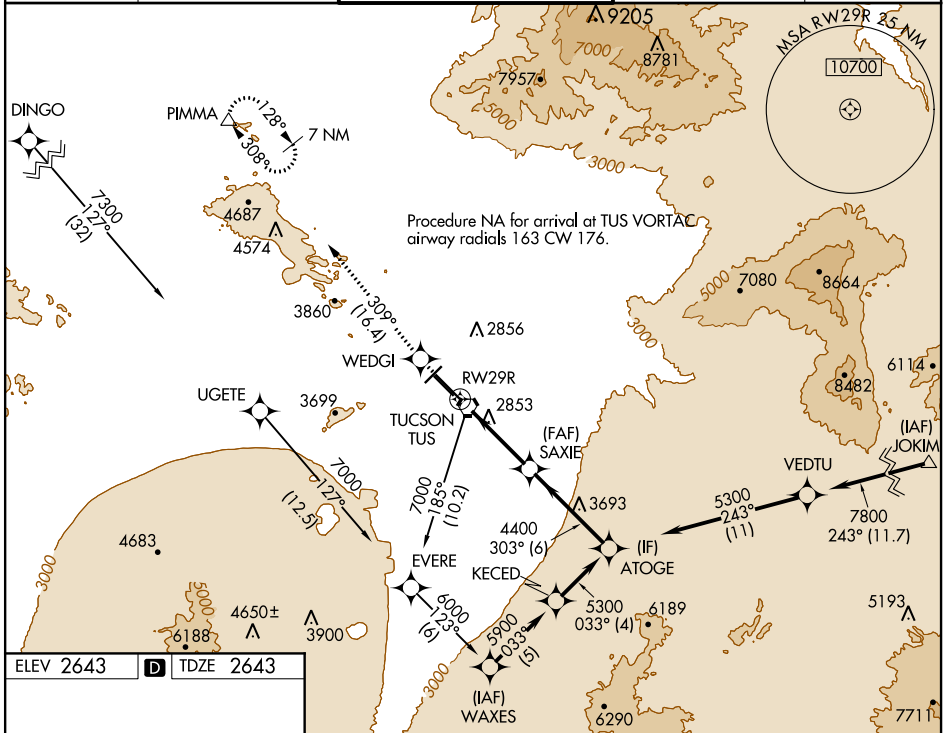 9205
7000
8781
7957
5000
3000
MSA RW29R 25 NM
10700
DINGO
PIMMA
128°
7 NM
308°
7300
127°
(32)
4687
4574
Procedure NA for arrival at TUS VORTAC
airway radials 163 CW 176.
309°
(16.4)
3860
2856
5000
7080
8664
WEDGI
RW29R
8482
6114
UGETE
3699
TUCSON
TUS
2853
(FAF)
SAXIE
(IAF)
JOKIM
VEDTU
7000
127°
(12.5)
7000
185°
(10.2)
3693
5300
243°
(11)
7800
243° (11.7)
4400
303° (6)
(IF)
ATOGE
4683
3000
EVERE
KECED
6000
123°
(6)
5300
033° (4)
5900
033°
(5)
5000
4650±
3900
6188
6189
5193
3000
(IAF)
WAXES
6290
7711
ELEV 2643
D
TDZE 2643